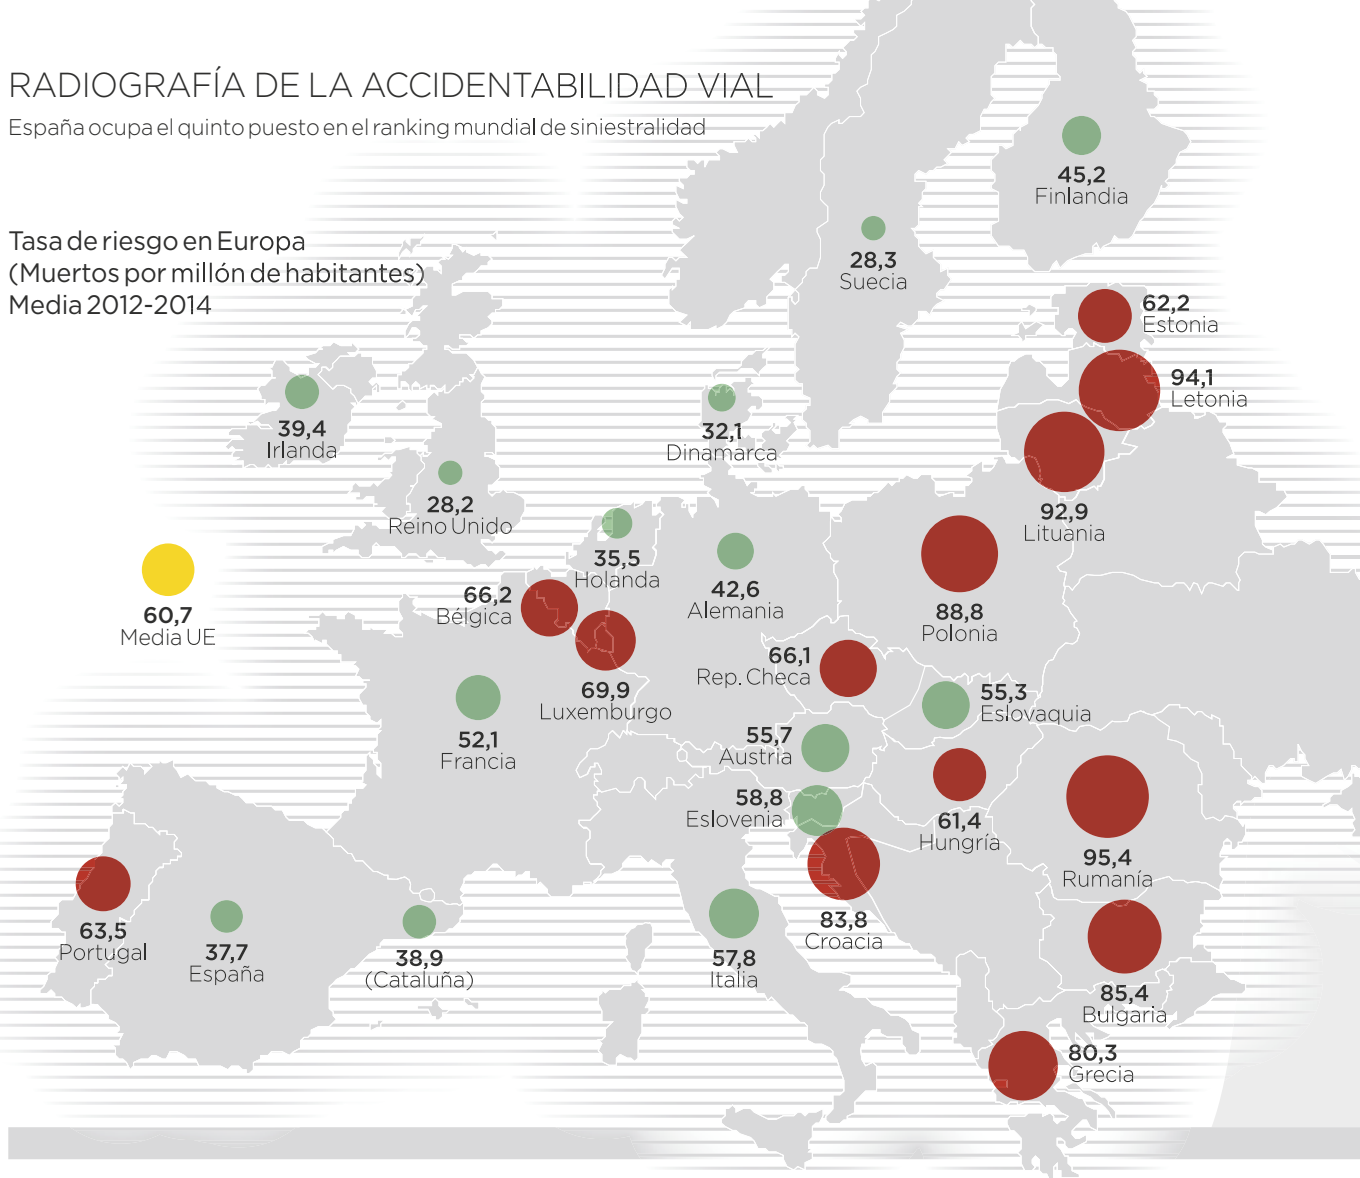 RADIOGRAFÍA DE LA ACCIDENTABILIDAD VIAL
España ocupa el quinto puesto en el ranking mundial de siniestralidad
Tasa de riesgo en Europa
(Muertos por millón de habitantes)
Media 2012-2014
45,2
Finlandia
28,3
Suecia
62,2
Estonia
94,1
Letonia
39,4
Irlanda
32,1
Dinamarca
28,2
Reino Unido
92,9
Lituania
35,5
Holanda
66,2
Bélgica
42,6
Alemania
60,7
Media UE
88,8
Polonia
66,1
Rep. Checa
69,9
Luxemburgo
55,3
Eslovaquia
52,1
Francia
55,7
Austria
58,8
Eslovenia
61,4
Hungría
95,4
Rumanía
63,5
Portugal
37,7
España
38,9
(Cataluña)
57,8
Italia
83,8
Croacia
85,4
Bulgaria
80,3
Grecia